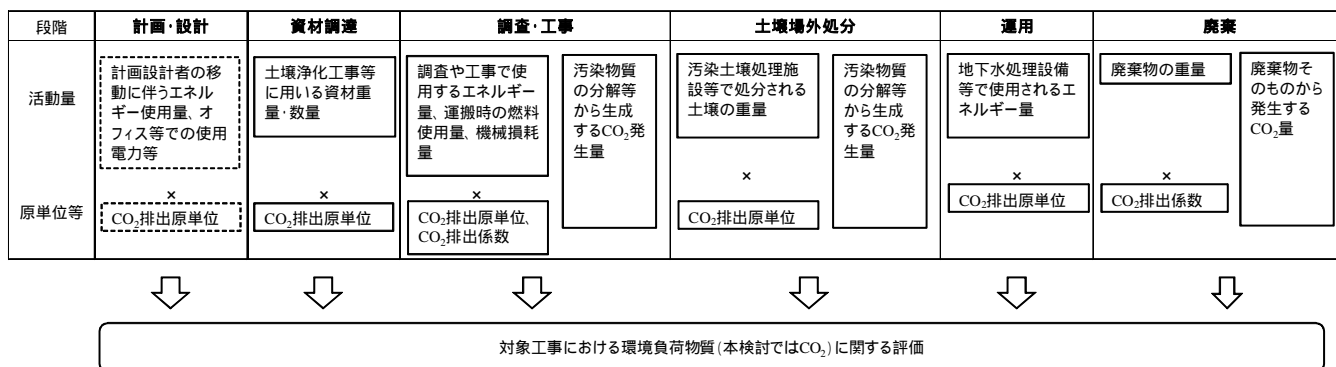 段階
計画・設計
資材調達
調査・工事
土壌場外処分
運用
廃棄
活動量
計画設計者の移
動に伴うエネル
ギー使用量、オ
フィス等での使用
電力等
土壌浄化工事等
に用いる資材重
量・数量
調査や工事で使
用するエネルギー
量、運搬時の燃料
使用量、機械損耗
量
汚染物質
の分解等
から生成
するCO₂発
生量
汚染土壌処理施
設等で処分される
土壌の重量
汚染物質
の分解等
から生成
するCO₂発
生量
地下水処理設備
等で使用されるエ
ネルギー量
廃棄物の重量
廃棄物そ
のものから
発生する
CO₂量
原単位等
×
CO₂排出原単位
×
CO₂排出原単位
×
CO₂排出原単位、
CO₂排出係数
×
CO₂排出原単位
×
CO₂排出原単位
×
CO₂排出係数
対象工事における環境負荷物質(本検討ではCO₂)に関する評価